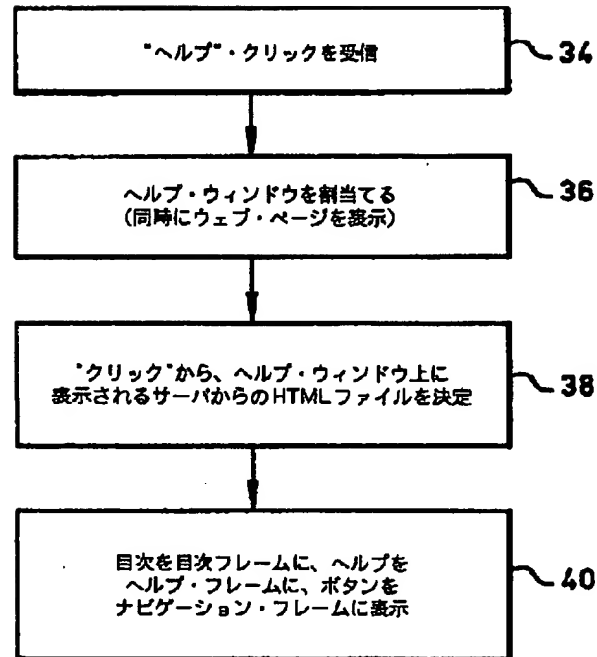 "ヘルプ"・クリックを受信
34
ヘルプ・ウィンドウを割当てる
(同時にウェブ・ページを表示)
36
"クリック"から、ヘルプ・ウィンドウ上に
表示されるサーバからのHTMLファイルを決定
38
目次を目次フレームに、ヘルプを
ヘルプ・フレームに、ボタンを
ナビゲーション・フレームに表示
40